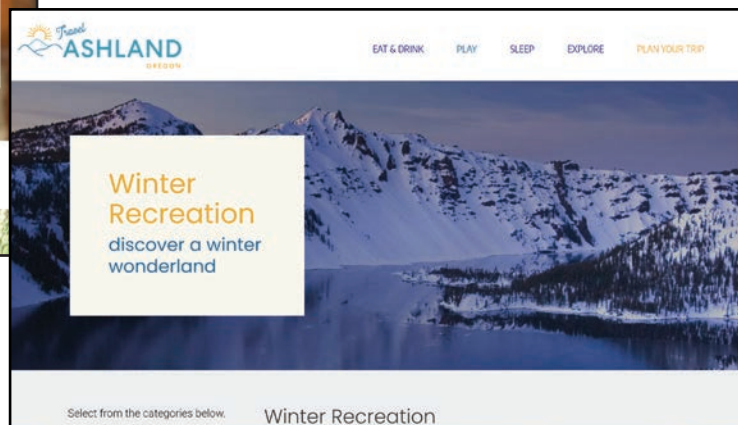 Travel
ASHLAND
OREGON
EAT & DRINK PLAY SLEEP EXPLORE PLAN YOUR TRIP
Winter
Recreation
discover a winter
wonderland
Select from the categories below.
Winter Recreation